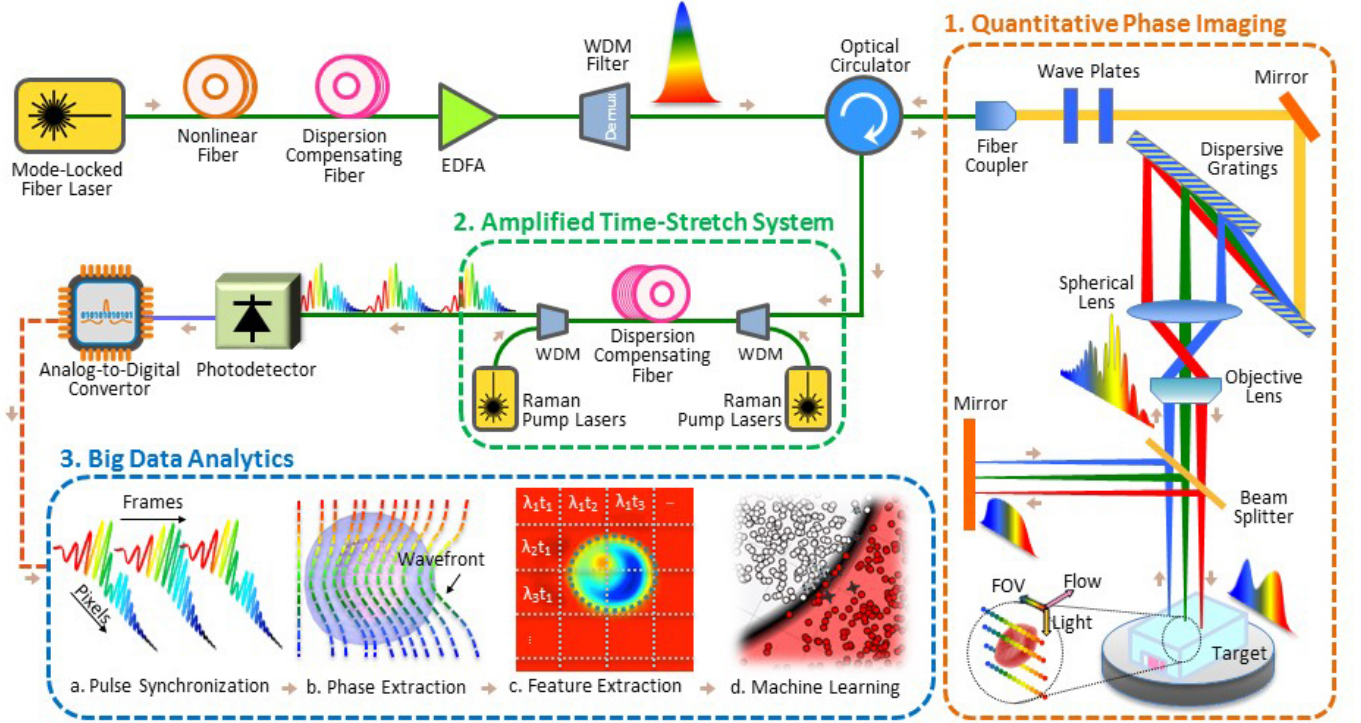 1. Quantitative Phase Imaging
WDM
Filter
Optical
Circulator
Wave Plates
Mirror
Demux
Nonlinear
Fiber
Dispersion
Compensating
Fiber
EDFA
Mode-Locked
Fiber Laser
Fiber
Coupler
Dispersive
Gratings
2. Amplified Time-Stretch System
Spherical
Lens
010101010101
Analog-to-Digital
Convertor
Photodetector
WDM
Dispersion
Compensating
Fiber
WDM
Raman
Pump Lasers
Raman
Pump Lasers
Objective
Lens
Mirror
Beam
Splitter
3. Big Data Analytics
Frames
Pixels
Wavefront
λ1t1 λ1t2 λ1t3 ...
λ2t1
λ3t1
...
FOV
Flow
Light
Target
a. Pulse Synchronization
b. Phase Extraction
c. Feature Extraction
d. Machine Learning